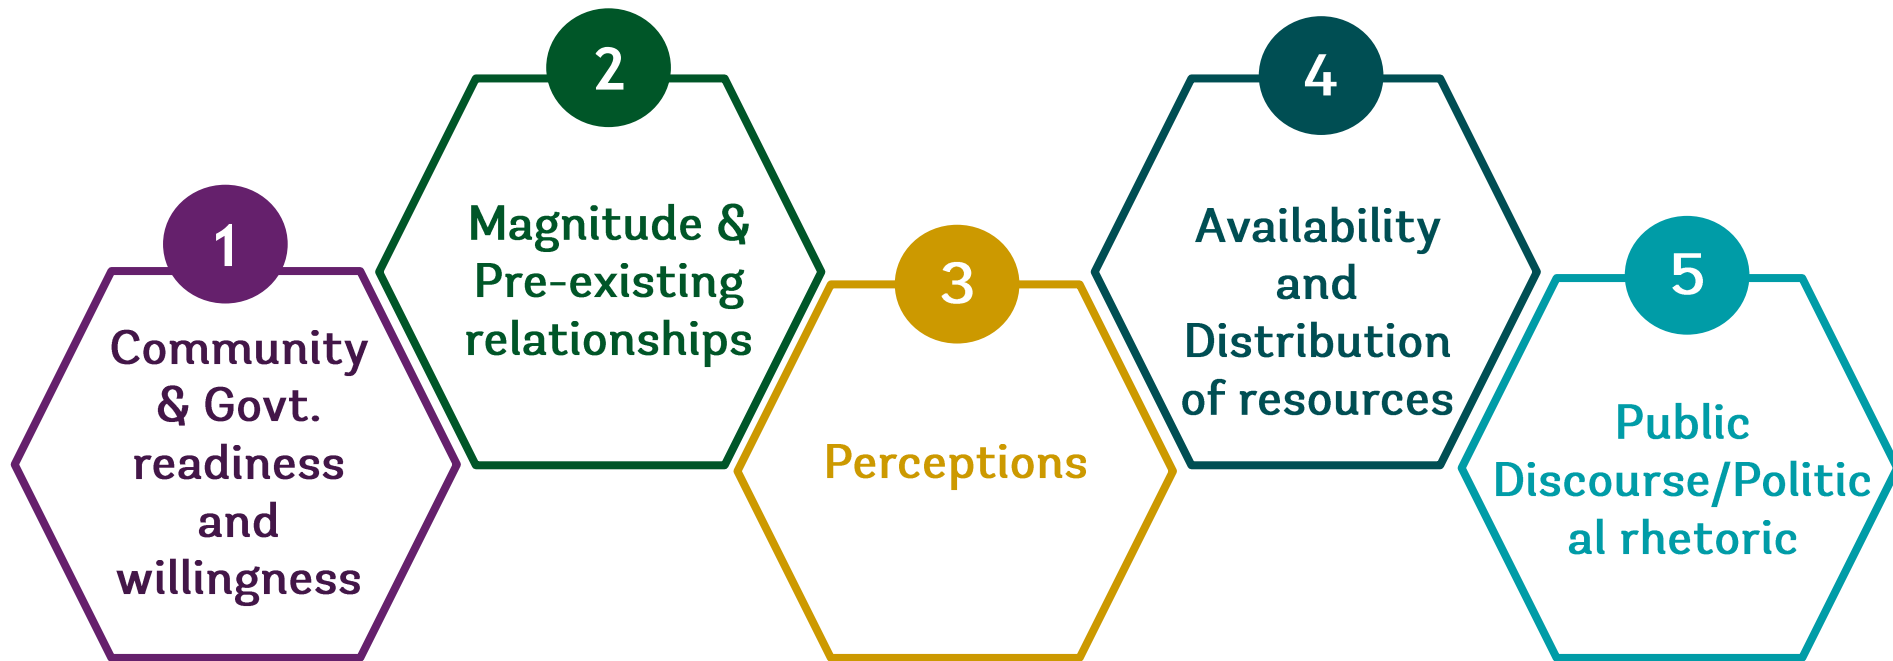 1
Community
& Govt.
readiness
and
willingness
2
Magnitude &
Pre-existing
relationships
3
Perceptions
4
Availability
and
Distribution
of resources
5
Public
Discourse/Politic
al rhetoric